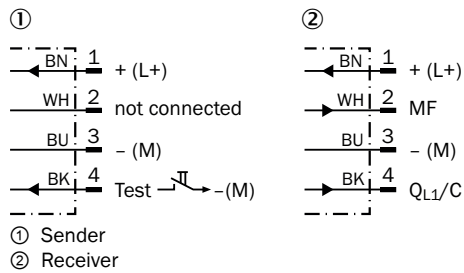 ① ②
BN 1 + (L+) BN 1 + (L+)
WH 2 not connected WH 2 MF
BU 3 – (M) BU 3 – (M)
BK 4 Test –(M) BK 4 QL1/C
① Sender
② Receiver